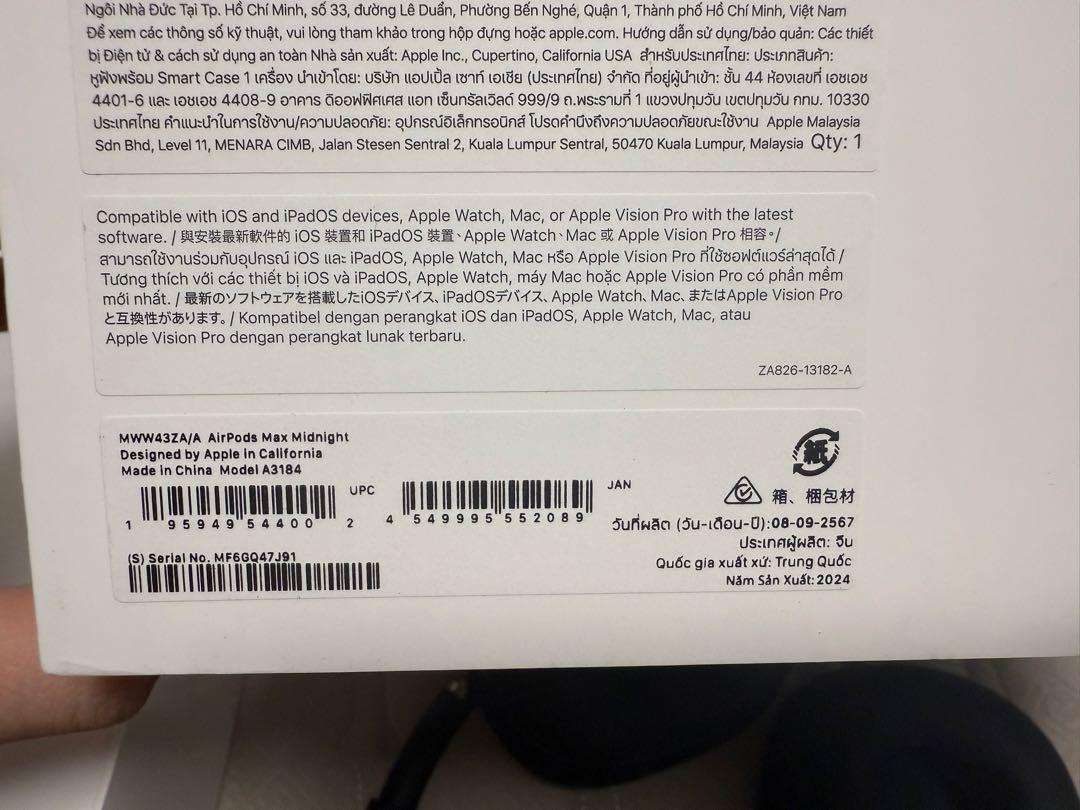 Ngôi Nhà Đức Tại Tp. Hồ Chí Minh, số 33, đường Lê Duẩn, Phường Bến Nghé, Quận 1, Thành phố Hồ Chí Minh, Việt Nam
Để xem các thông số kỹ thuật, vui lòng tham khảo trong hộp đựng hoặc apple.com. Hướng dẫn sử dụng/bảo quản: Các thiết
bị Điện tử & cách sử dụng an toàn Nhà sản xuất: Apple Inc., Cupertino, California USA สำหรับประเทศไทย: ประเภทสินค้า:
หูฟังพร้อม Smart Case 1 เครื่อง นำเข้าโดย: บริษัท แอปเปิ้ล เซาท์ เอเชีย (ประเทศไทย) จำกัด ที่อยู่ผู้นำเข้า: ชั้น 44 ห้องเลขที่ เอชเอช
4401-6 และ เอชเอช 4408-9 อาคาร ดิออฟฟิศเศส แอท เซ็นทรัลเวิลด์ 999/9 ถ.พระรามที่ 1 แขวงปทุมวัน เขตปทุมวัน กทม. 10330
ประเทศไทย คำแนะนำในการใช้งาน/ความปลอดภัย: อุปกรณ์อิเล็กทรอนิกส์ โปรดคำนึงถึงความปลอดภัยขณะใช้งาน Apple Malaysia
Sdn Bhd, Level 11, MENARA CIMB, Jalan Stesen Sentral 2, Kuala Lumpur Sentral, 50470 Kuala Lumpur, Malaysia Qty: 1
Compatible with iOS and iPadOS devices, Apple Watch, Mac, or Apple Vision Pro with the latest
software. / 與安裝最新軟件的 iOS 裝置和 iPadOS 裝置、Apple Watch、Mac 或 Apple Vision Pro 相容。/
สามารถใช้งานร่วมกับอุปกรณ์ iOS และ iPadOS, Apple Watch, Mac หรือ Apple Vision Pro ที่ใช้ซอฟต์แวร์ล่าสุดได้ /
Tương thích với các thiết bị iOS và iPadOS, Apple Watch, máy Mac hoặc Apple Vision Pro có phần mềm
mới nhất. / 最新のソフトウェアを搭載したiOSデバイス、iPadOSデバイス、Apple Watch、Mac、またはApple Vision Pro
と互換性があります。/ Kompatibel dengan perangkat iOS dan iPadOS, Apple Watch, Mac, atau
Apple Vision Pro dengan perangkat lunak terbaru.
ZA826-13182-A
MWW43ZA/A AirPods Max Midnight
Designed by Apple in California
Made in China Model A3184
UPC
1 95949 54400 2
JAN
4 549995 552089
(S) Serial No. MF6GQ47J91
紙
箱、梱包材
วันที่ผลิต (วัน-เดือน-ปี):08-09-2567
ประเทศผู้ผลิต: จีน
Quốc gia xuất xứ: Trung Quốc
Năm Sản Xuất: 2024